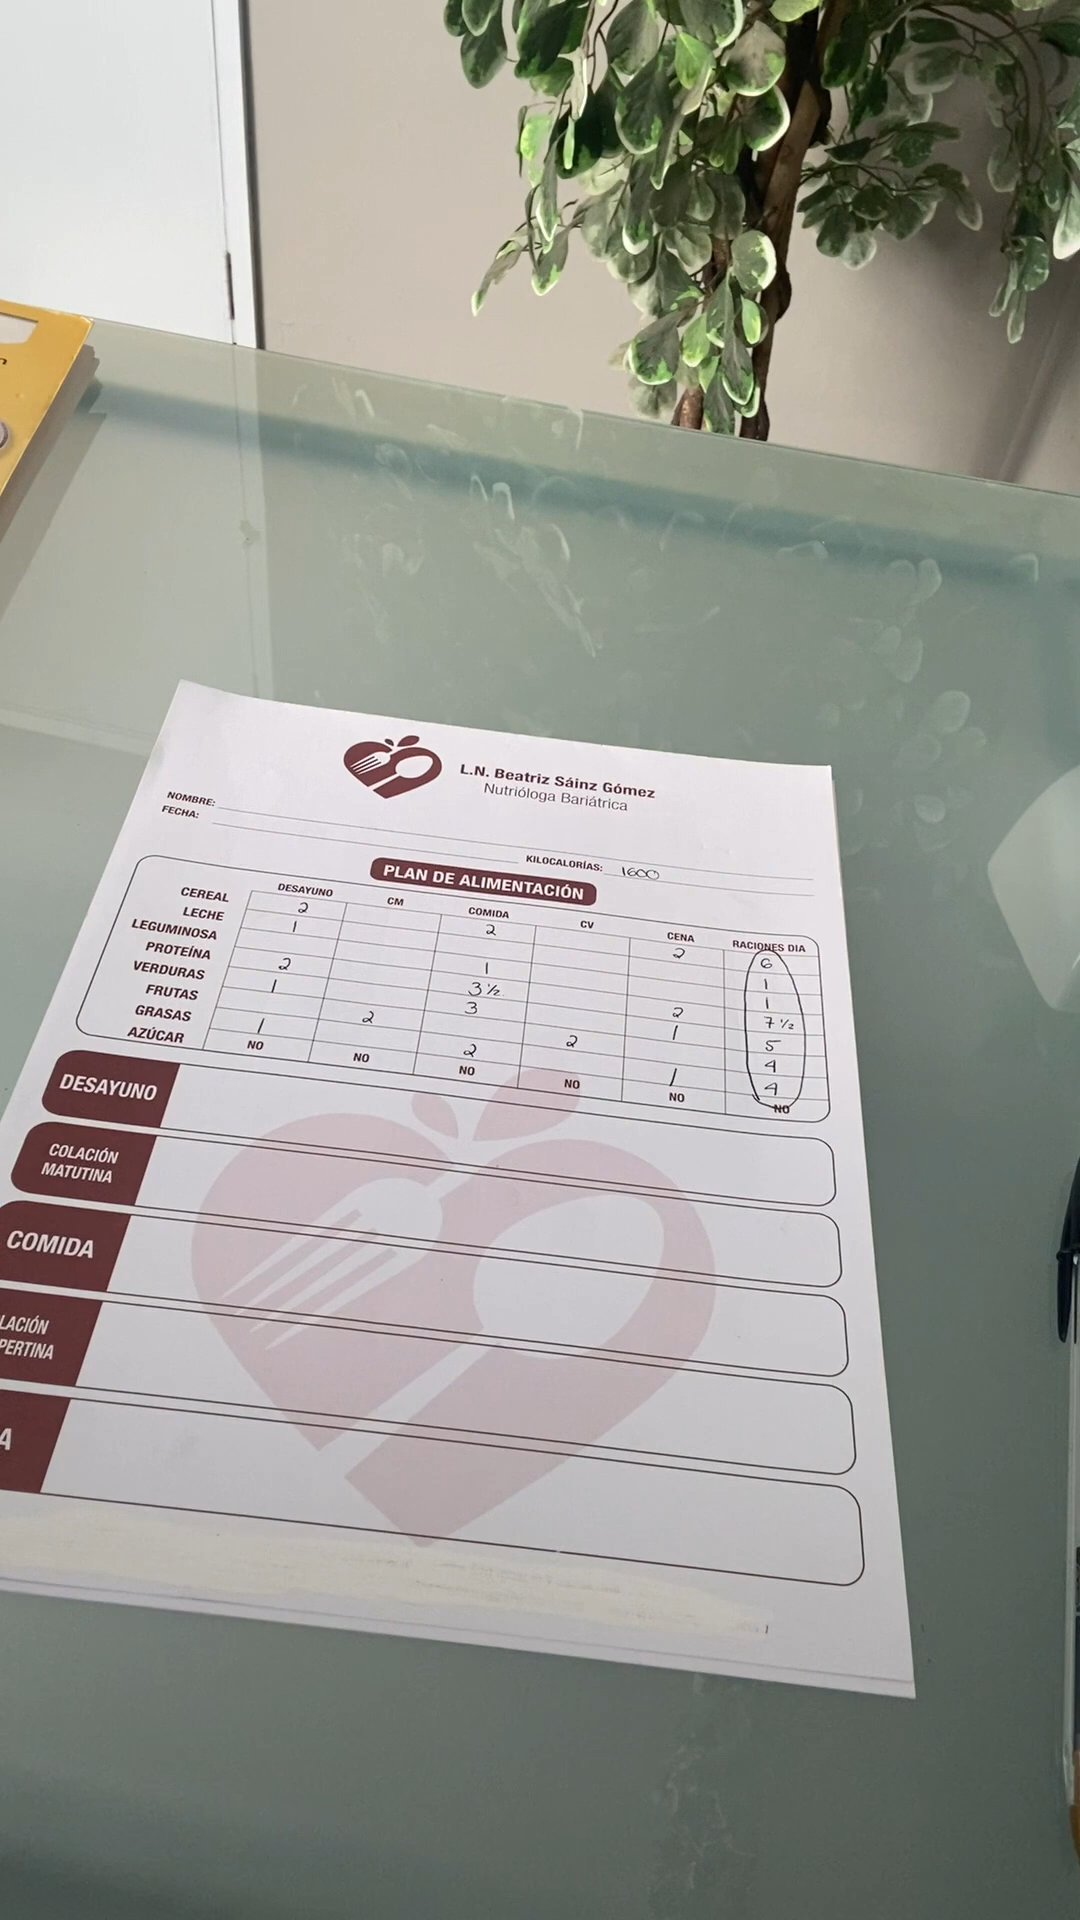 L.N. Beatriz Sáinz Gómez
Nutrióloga Bariátrica
NOMBRE:
FECHA:
KILOCALORÍAS: 1600
PLAN DE ALIMENTACIÓN
DESAYUNO CM COMIDA CV CENA RACIONES DIA
CEREAL 2 2 2 6
LECHE 1 1
LEGUMINOSA 1 1
PROTEÍNA 2 3 ½ 2 7 ½
VERDURAS 1 3 1 5
FRUTAS 2 2 4
GRASAS 1 2 1 4
AZÚCAR NO NO NO NO NO NO
DESAYUNO
COLACIÓN
MATUTINA
COMIDA
LACIÓN
PERTINA
A